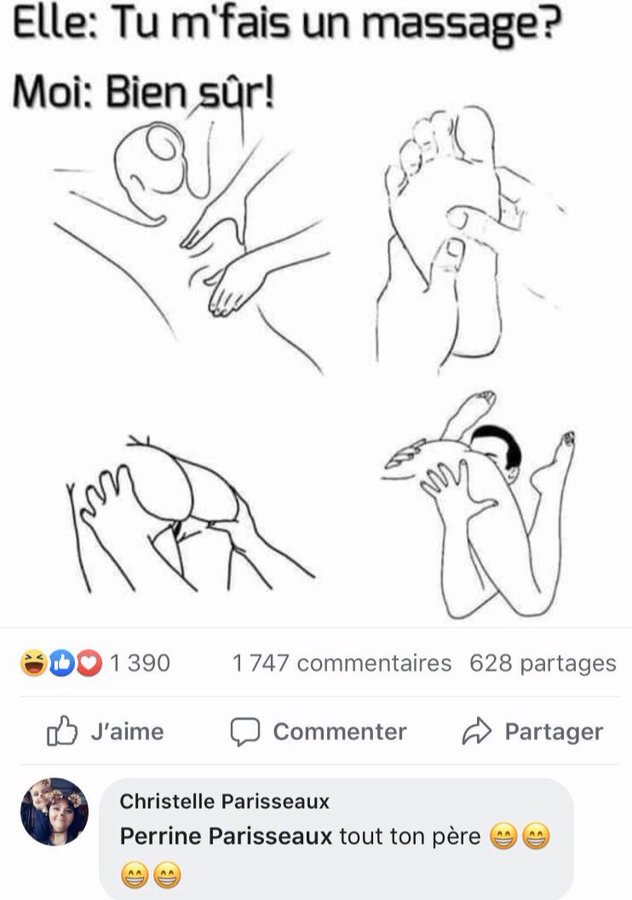 Elle: Tu m'fais un massage?
Moi: Bien sûr!
1 390 1 747 commentaires 628 partages
J'aime Commenter Partager
Christelle Parisseaux
Perrine Parisseaux tout ton père 😁😁
😁😁